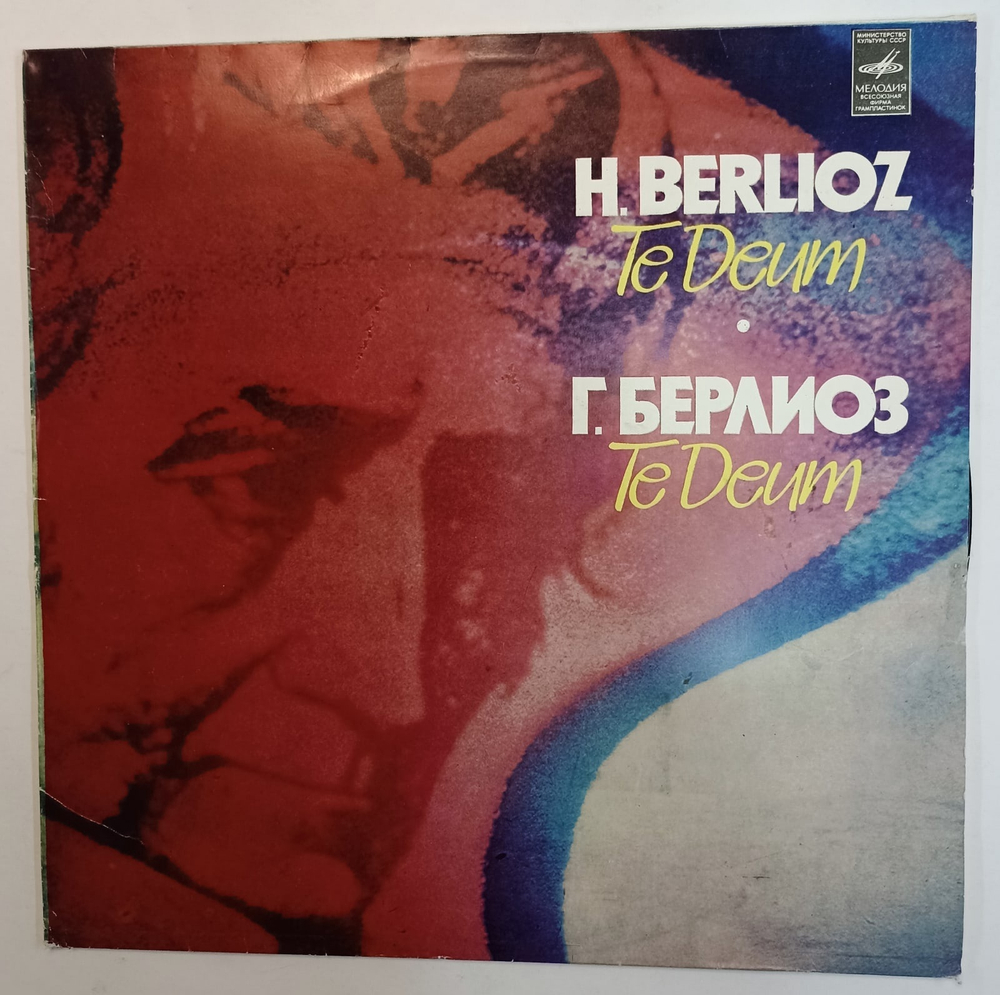 МИНИСТЕРСТВО
КУЛЬТУРЫ СССР
МЕЛОДИЯ
ВСЕСОЮЗНАЯ
ФИРМА
ГРАМПЛАСТИНОК
H. BERLIOZ
Te Deum
Г. БЕРЛИОЗ
Te Deum